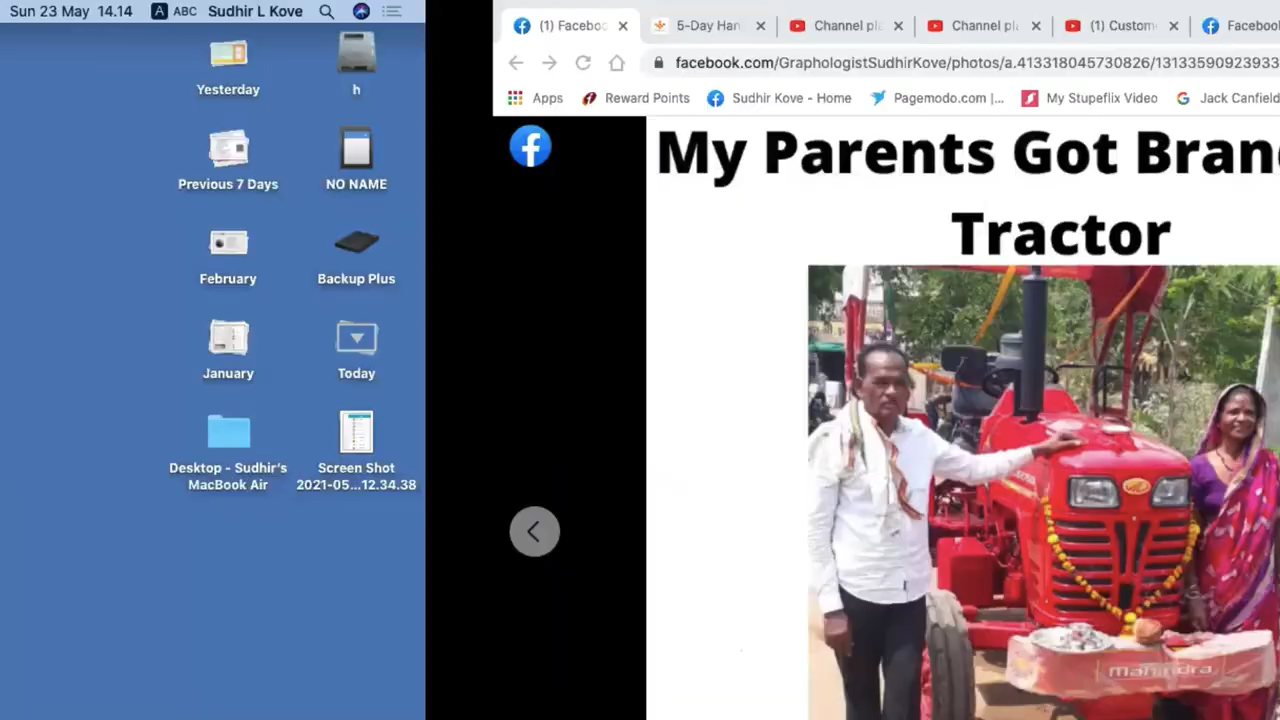 Sun 23 May 14.14 A ABC Sudhir L Kove
Yesterday
h
Previous 7 Days
NO NAME
February
Backup Plus
January
Today
Desktop - Sudhir's
MacBook Air
Screen Shot
2021-05...12.34.38
(1) Facebo
5-Day Han
Channel pl
Channel pl
(1) Custom
Facebo
facebook.com/GraphologistSudhirKove/photos/a.413318045730826/13133590923933
Apps
Reward Points
Sudhir Kove - Home
Pagemodo.com |...
My Stupeflix Video
Jack Canfield
My Parents Got Bran
Tractor
mahindra